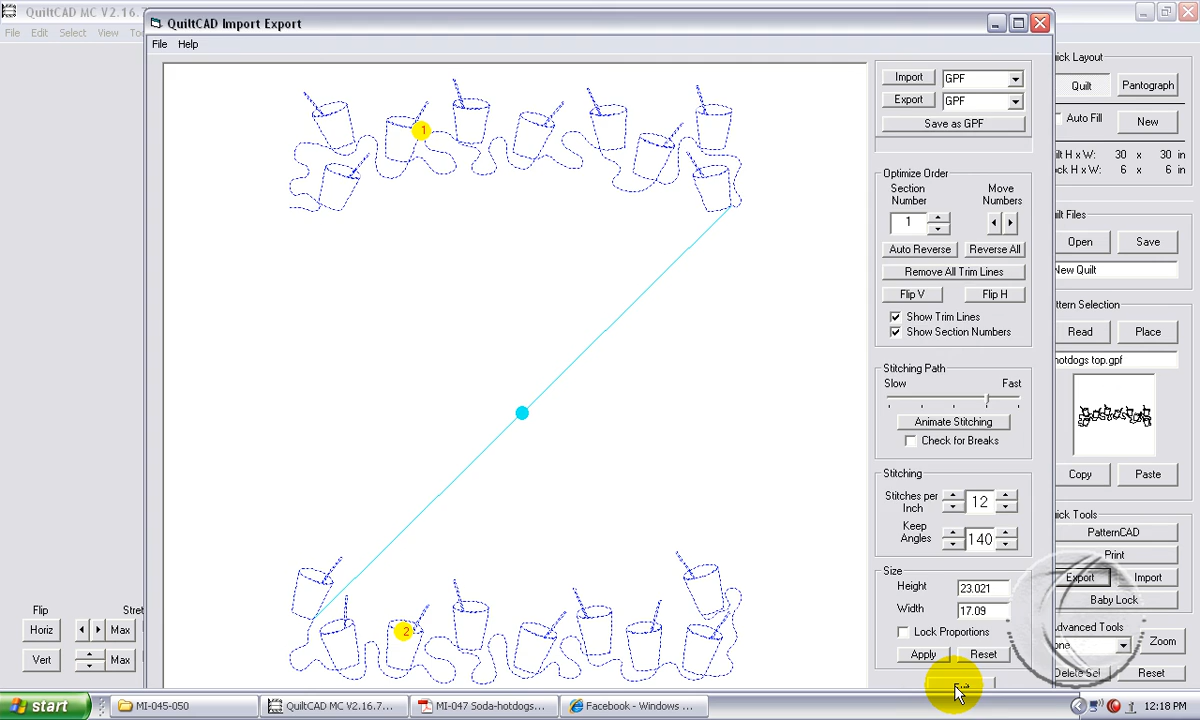 QuiltCAD MC V2.16.7
File Edit Select View
QuiltCAD Import Export
File Help
Import GPF
Export GPF
Save as GPF
Optimize Order
Section Number
Move Numbers
1
Auto Reverse Reverse All
Remove All Trim Lines
Flip V Flip H
Show Trim Lines
Show Section Numbers
Stitching Path
Slow Fast
Animate Stitching
Check for Breaks
Stitching
Stitches per Inch 12
Keep Angles 140
Size
Height 23.021
Width 17.09
Lock Proportions
Apply Reset
1
2
ick Layout
Quilt Pantograph
Auto Fill New
ilt H x W: 30 x 30 in
ck H x W: 6 x 6 in
ilt Files
Open Save
New Quilt
ttern Selection
Read Place
hotdogs top.gpf
Copy Paste
ick Tools
PatternCAD
Print
Export Import
Baby Lock
dvanced Tools
one Zoom
Delete Sel Reset
Flip Stret
Horiz Max
Vert Max
start
MI-045-050
QuiltCAD MC V2.16.7...
MI-047 Soda-hotdogs...
Facebook - Windows ...
12:18 PM